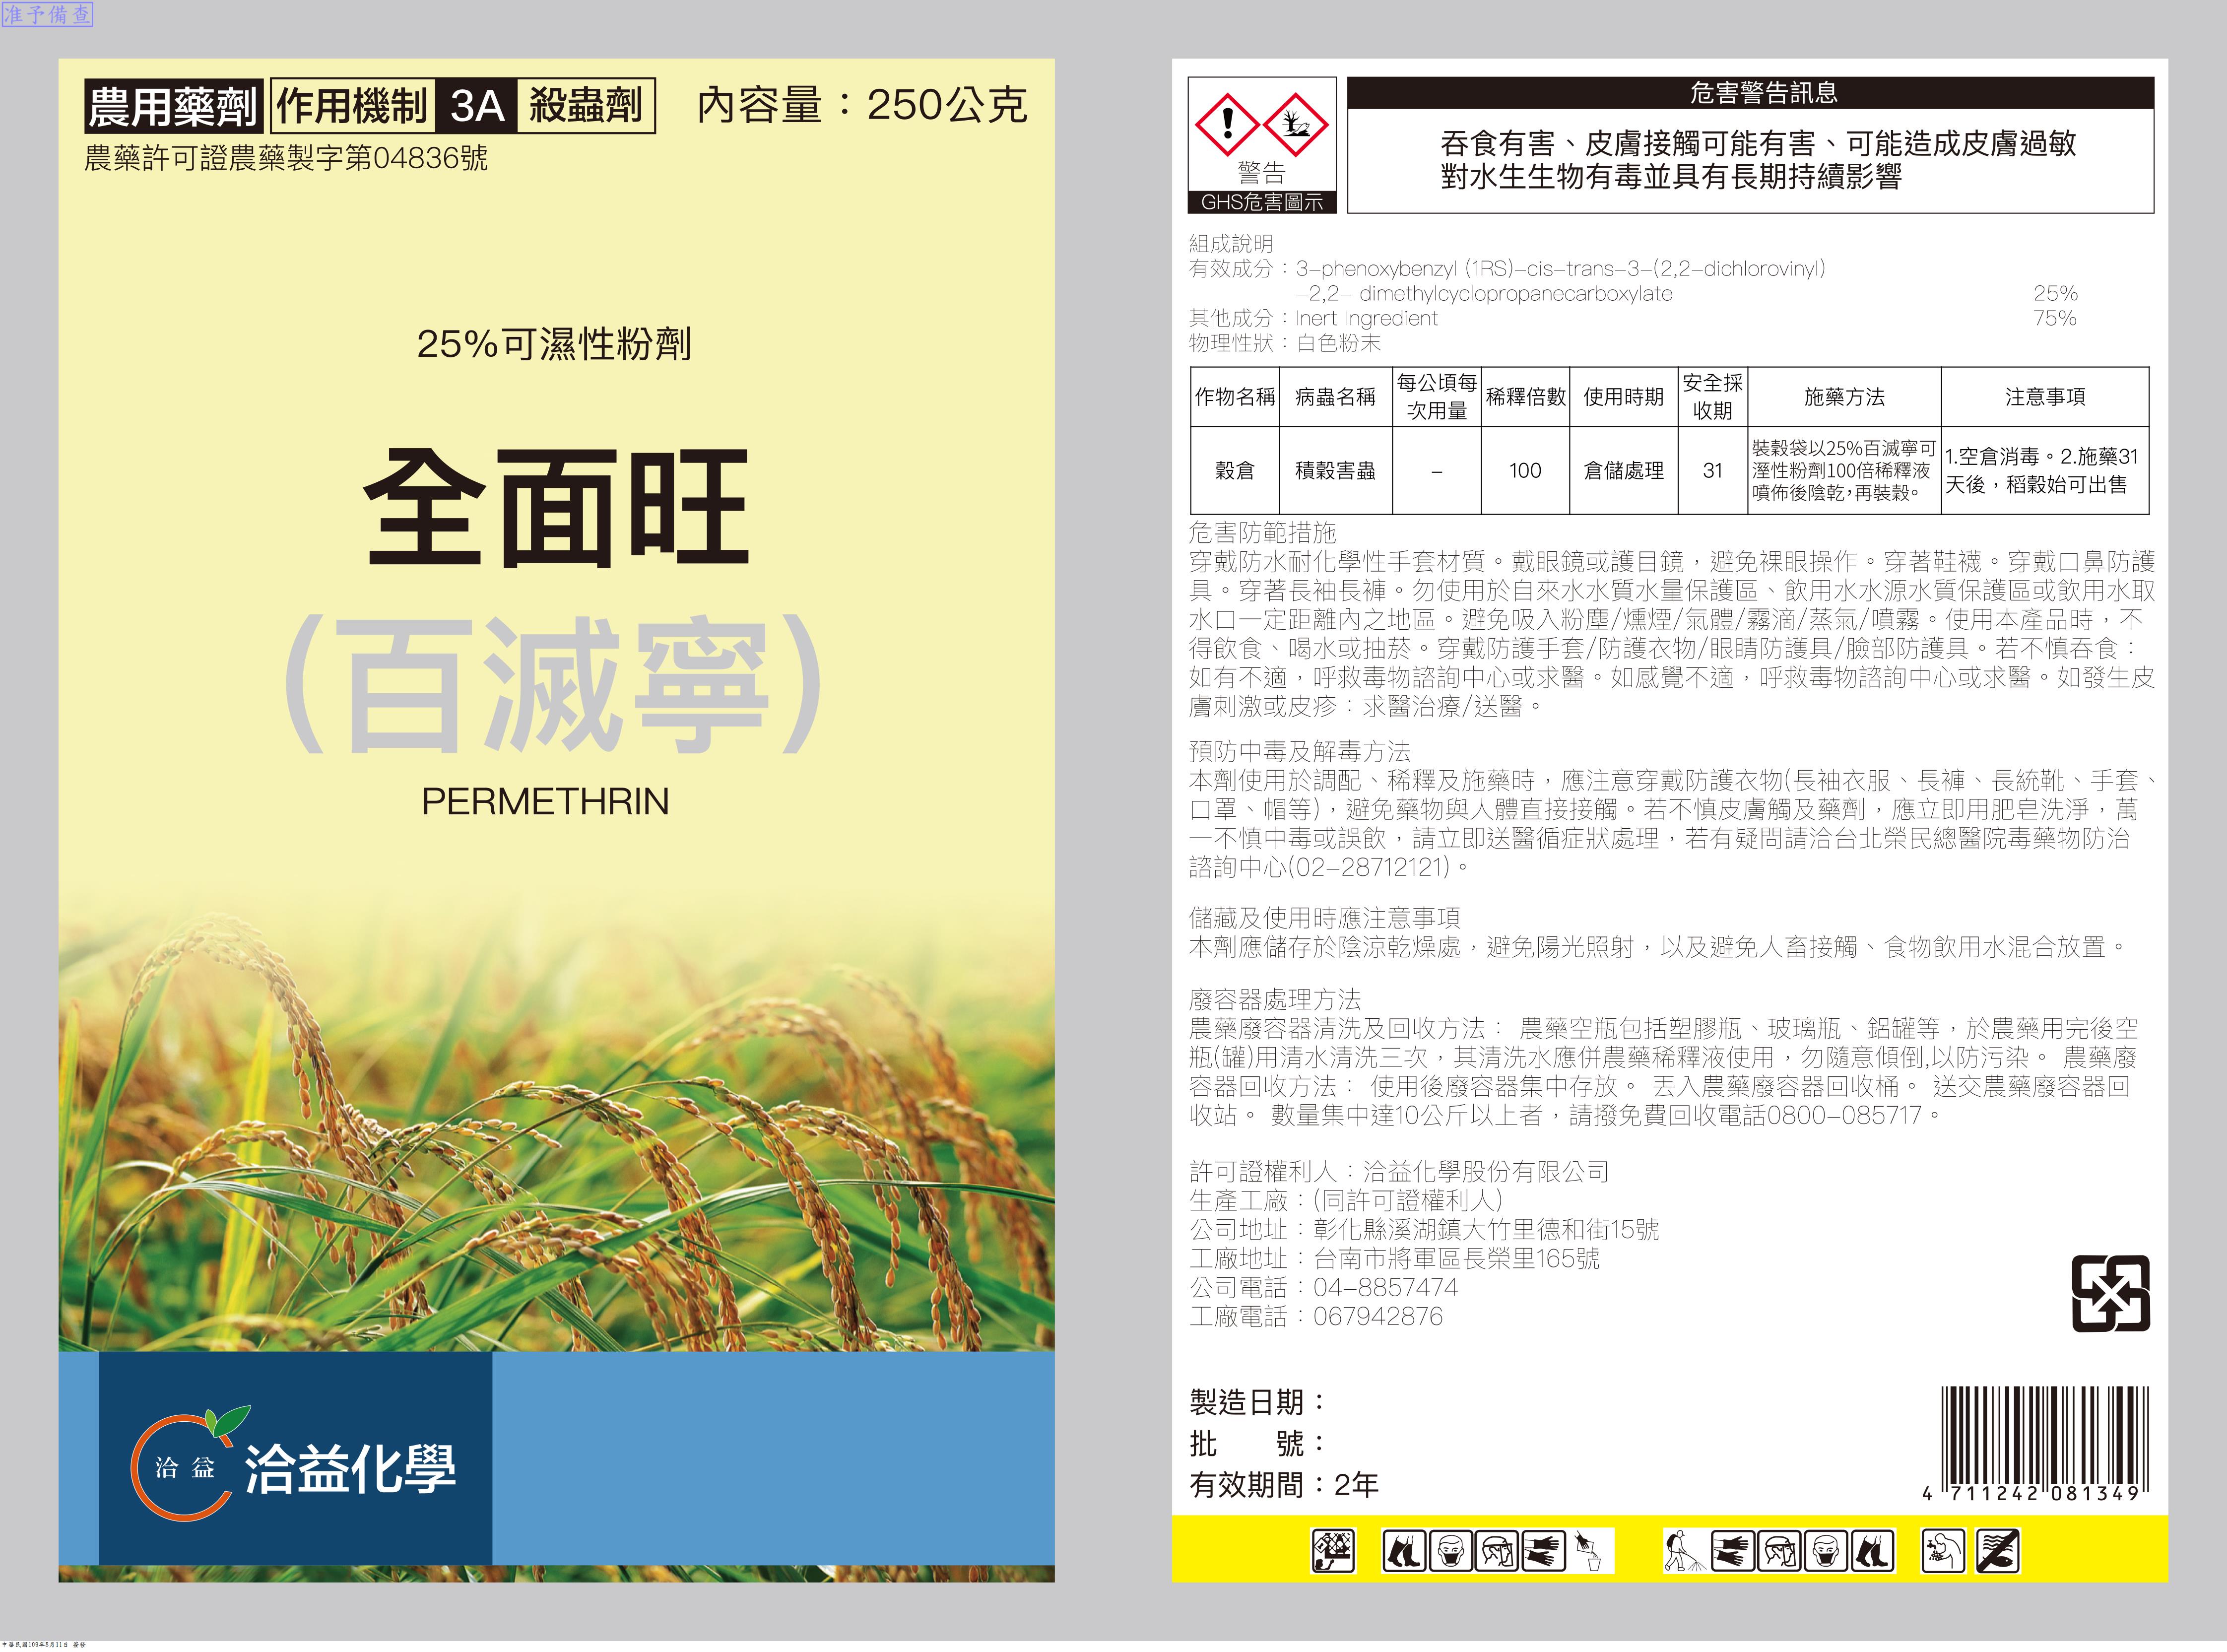 准予備查
農用藥劑 作用機制 3A 殺蟲劑 內容量：250公克
農藥許可證農藥製字第04836號
25%可濕性粉劑
全面旺
(百滅寧)
PERMETHRIN
洽益 洽益化學
警告
GHS危害圖示
危害警告訊息
吞食有害、皮膚接觸可能有害、可能造成皮膚過敏
對水生生物有毒並具有長期持續影響
組成說明
有效成分：3-phenoxybenzyl (1RS)-cis-trans-3-(2,2-dichlorovinyl)
-2,2- dimethylcyclopropanecarboxylate 25%
其他成分：Inert Ingredient 75%
物理性狀：白色粉末
作物名稱 病蟲名稱 每公頃每次用量 稀釋倍數 使用時期 安全採收期 施藥方法 注意事項
穀倉 積穀害蟲 - 100 倉儲處理 31 裝穀袋以25%百滅寧可溼性粉劑100倍稀釋液噴佈後陰乾,再裝穀。 1.空倉消毒。2.施藥31天後，稻穀始可出售
危害防範措施
穿戴防水耐化學性手套材質。戴眼鏡或護目鏡，避免裸眼操作。穿著鞋襪。穿戴口鼻防護
具。穿著長袖長褲。勿使用於自來水水質水量保護區、飲用水水源水質保護區或飲用水取
水口一定距離內之地區。避免吸入粉塵/燻煙/氣體/霧滴/蒸氣/噴霧。使用本產品時，不
得飲食、喝水或抽菸。穿戴防護手套/防護衣物/眼睛防護具/臉部防護具。若不慎吞食：
如有不適，呼救毒物諮詢中心或求醫。如感覺不適，呼救毒物諮詢中心或求醫。如發生皮
膚刺激或皮疹：求醫治療/送醫。
預防中毒及解毒方法
本劑使用於調配、稀釋及施藥時，應注意穿戴防護衣物(長袖衣服、長褲、長統靴、手套、
口罩、帽等)，避免藥物與人體直接接觸。若不慎皮膚觸及藥劑，應立即用肥皂洗淨，萬
一不慎中毒或誤飲，請立即送醫循症狀處理，若有疑問請洽台北榮民總醫院毒藥物防治
諮詢中心(02-28712121)。
儲藏及使用時應注意事項
本劑應儲存於陰涼乾燥處，避免陽光照射，以及避免人畜接觸、食物飲用水混合放置。
廢容器處理方法
農藥廢容器清洗及回收方法： 農藥空瓶包括塑膠瓶、玻璃瓶、鋁罐等，於農藥用完後空
瓶(罐)用清水清洗三次，其清洗水應併農藥稀釋液使用，勿隨意傾倒,以防污染。 農藥廢
容器回收方法： 使用後廢容器集中存放。 丟入農藥廢容器回收桶。 送交農藥廢容器回
收站。 數量集中達10公斤以上者，請撥免費回收電話0800-085717。
許可證權利人：洽益化學股份有限公司
生產工廠：(同許可證權利人)
公司地址：彰化縣溪湖鎮大竹里德和街15號
工廠地址：台南市將軍區長榮里165號
公司電話：04-8857474
工廠電話：067942876
製造日期：
批 號：
有效期間：2年
4 711242 081349
中華民國109年8月11日 簽發